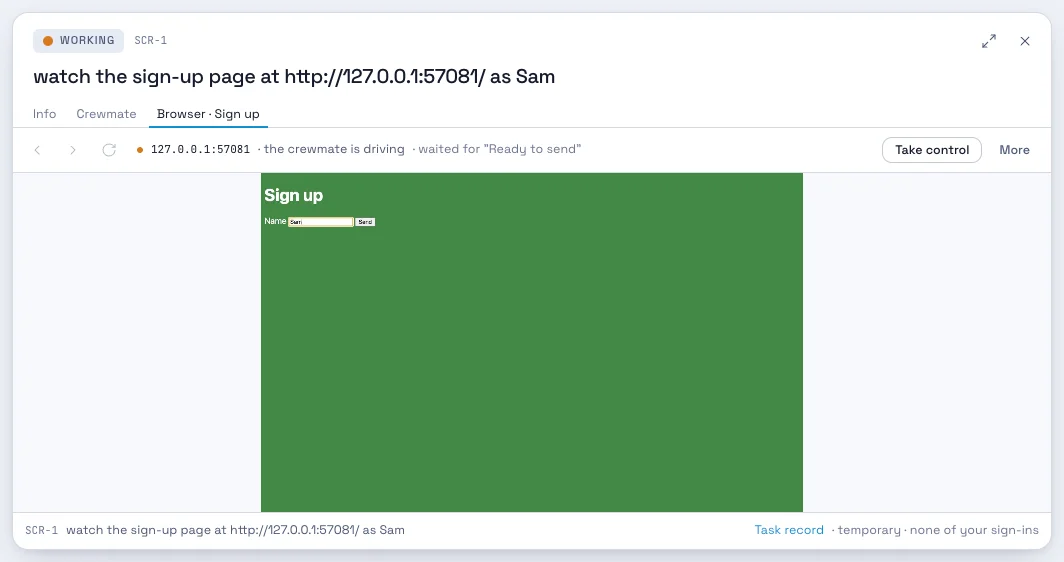 WORKING SCR-1
watch the sign-up page at http://127.0.0.1:57081/ as Sam
Info Crewmate Browser · Sign up
127.0.0.1:57081 · the crewmate is driving · waited for "Ready to send" Take control More
Sign up
Name Sam Send
SCR-1 watch the sign-up page at http://127.0.0.1:57081/ as Sam Task record · temporary · none of your sign-ins